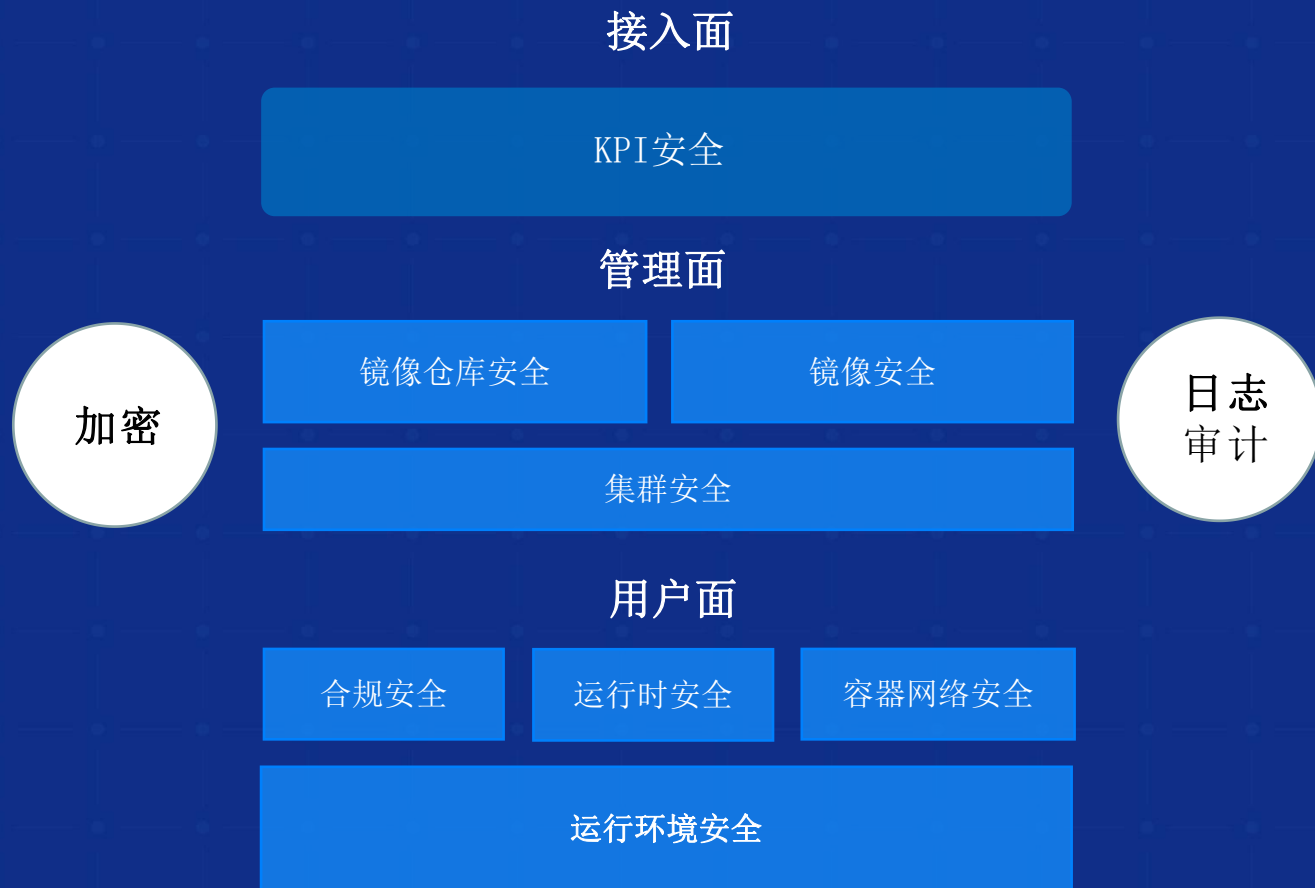 接入面
KPI安全
管理面
镜像仓库安全
镜像安全
集群安全
加密
日志
审计
用户面
合规安全
运行时安全
容器网络安全
运行环境安全